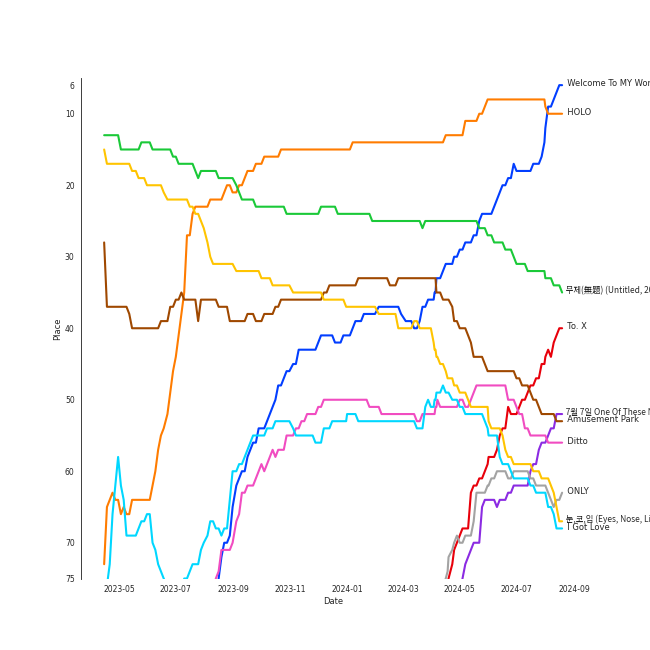 6
10
20
30
40
50
60
70
75
Place
2023-05
2023-07
2023-09
2023-11
2024-01
2024-03
2024-05
2024-07
2024-09
Date
Welcome To MY Wor
HOLO
무제(無題) (Untitled, 20
To. X
7월 7일 One Of These N
Amusement Park
Ditto
ONLY
눈,코,입 (Eyes, Nose, Li
I Got Love